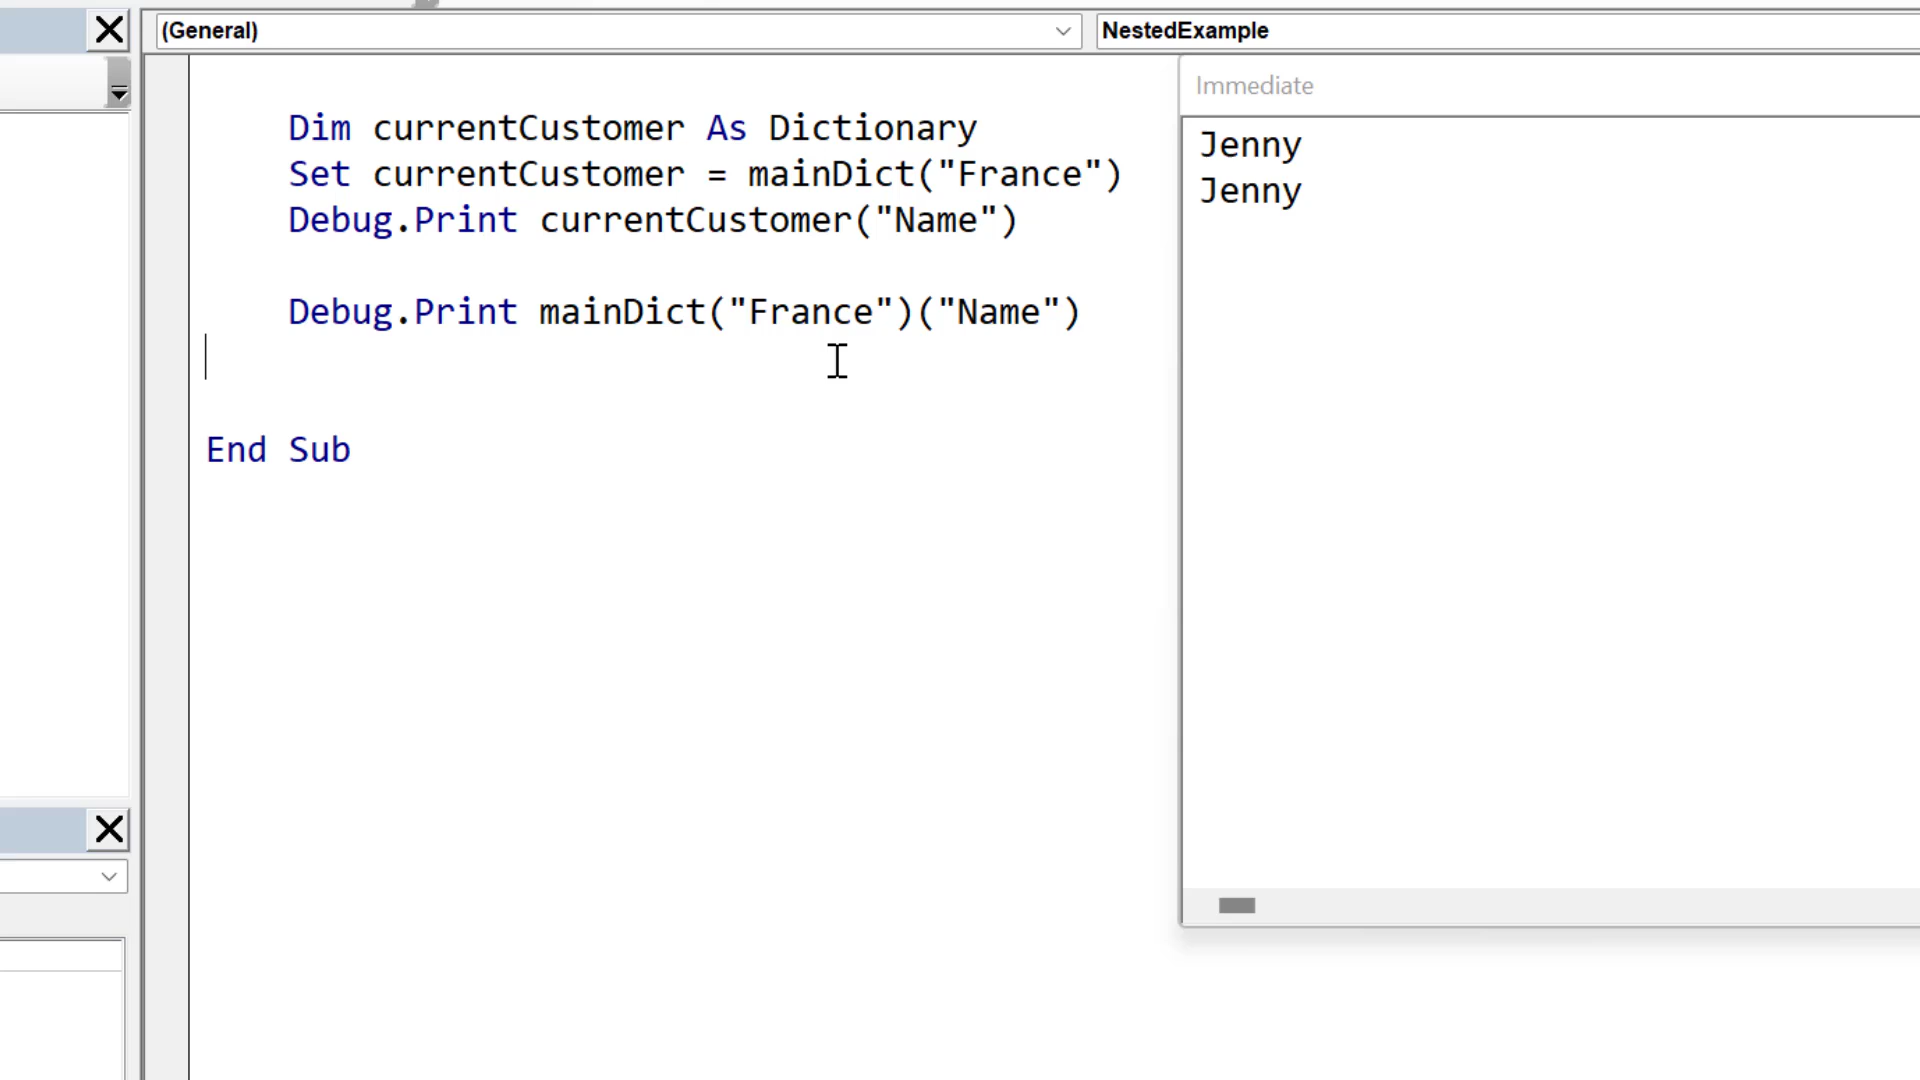 (General)
NestedExample
Dim currentCustomer As Dictionary
Set currentCustomer = mainDict("France")
Debug.Print currentCustomer("Name")
Debug.Print mainDict("France")("Name")
End Sub
Immediate
Jenny
Jenny